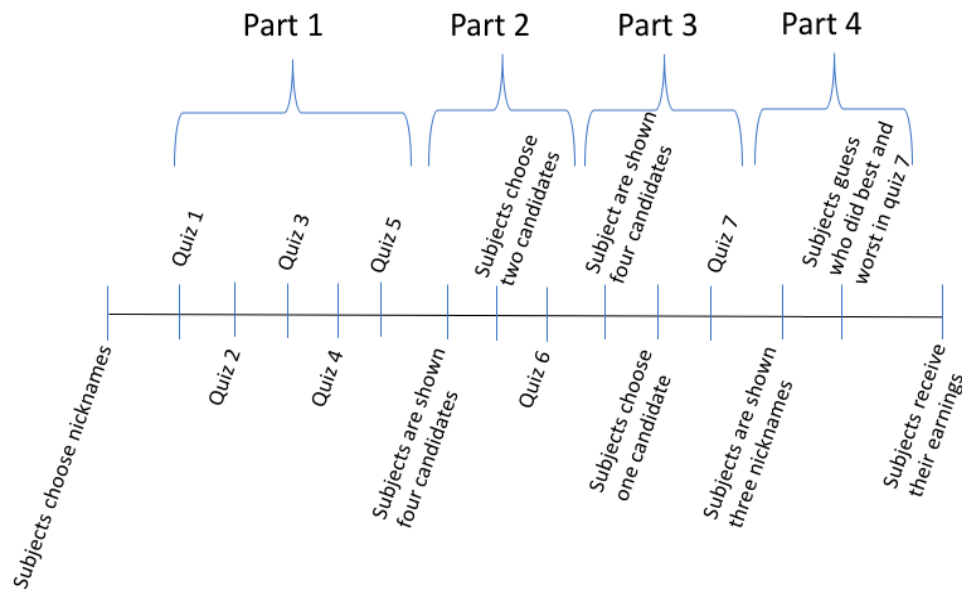 Part 1
Part 2
Part 3
Part 4
Quiz 1
Quiz 3
Quiz 5
Subjects choose
two candidates
Subject are shown
four candidates
Quiz 7
Subjects guess
who did best and
worst in quiz 7
Subjects choose nicknames
Quiz 2
Quiz 4
Subjects are shown
four candidates
Quiz 6
Subjects choose
one candidate
Subjects are shown
three nicknames
Subjects receive
their earnings